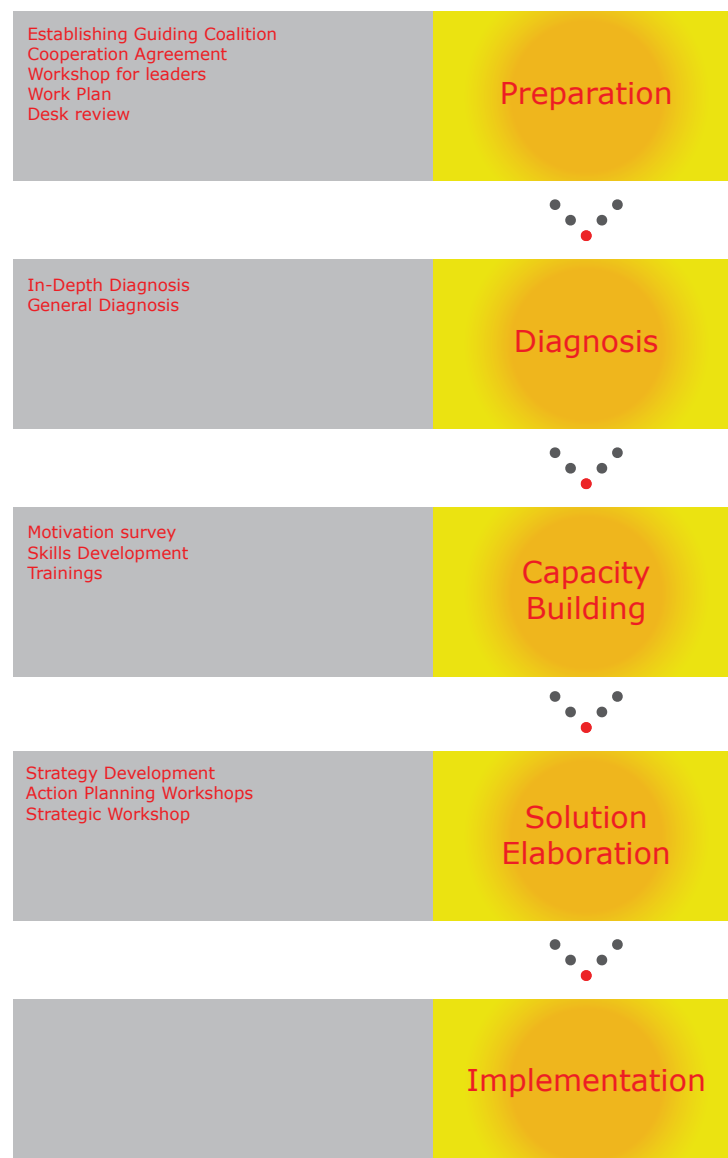 Establishing Guiding Coalition
Cooperation Agreement
Workshop for leaders
Work Plan
Desk review
Preparation
In-Depth Diagnosis
General Diagnosis
Diagnosis
Motivation survey
Skills Development
Trainings
Capacity
Building
Strategy Development
Action Planning Workshops
Strategic Workshop
Solution
Elaboration
Implementation